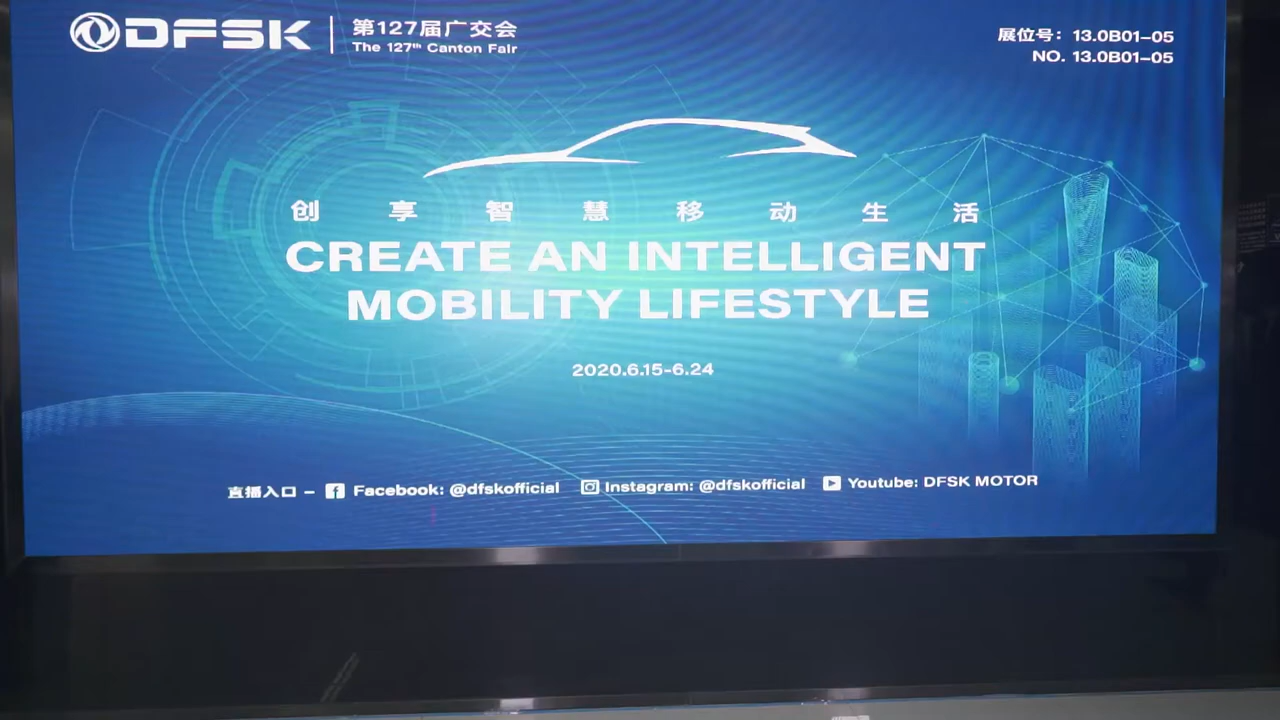 DFSK
第127届广交会
The 127th Canton Fair
展位号：13.0B01–05
NO. 13.0B01–05
创享智慧移动生活
CREATE AN INTELLIGENT
MOBILITY LIFESTYLE
2020.6.15-6.24
直播入口 – Facebook: @dfskofficial Instagram: @dfskofficial Youtube: DFSK MOTOR